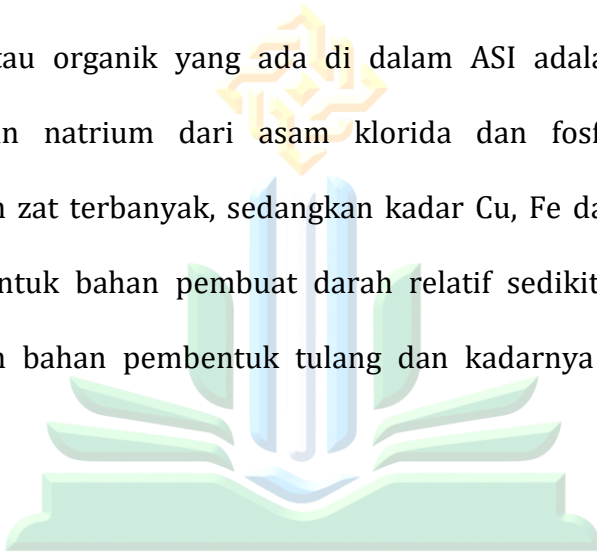 tau organik yang ada di dalam ASI adala
n natrium dari asam klorida dan fosf
n zat terbanyak, sedangkan kadar Cu, Fe da
ntuk bahan pembuat darah relatif sedikit
n bahan pembentuk tulang dan kadarnya